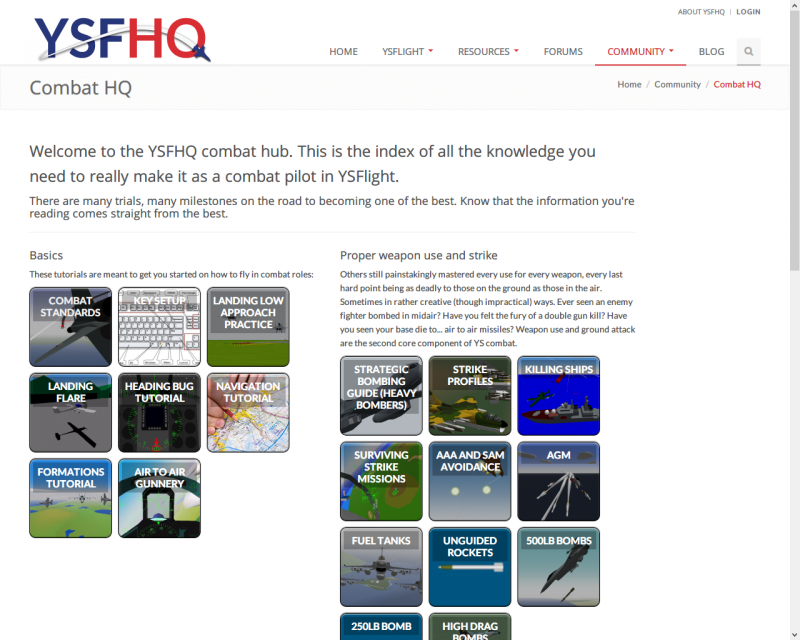 ABOUT YSFHQ | LOGIN
YSFHQ
HOME YSFLIGHT RESOURCES FORUMS COMMUNITY BLOG
Combat HQ
Home / Community / Combat HQ
Welcome to the YSFHQ combat hub. This is the index of all the knowledge you
need to really make it as a combat pilot in YSFlight.
There are many trials, many milestones on the road to becoming one of the best. Know that the information you're
reading comes straight from the best.
Basics
These tutorials are meant to get you started on how to fly in combat roles:
COMBAT
STANDARDS
KEY SETUP
LANDING LOW
APPROACH
PRACTICE
LANDING
FLARE
HEADING BUG
TUTORIAL
NAVIGATION
TUTORIAL
FORMATIONS
TUTORIAL
AIR TO AIR
GUNNERY
Proper weapon use and strike
Others still painstakingly mastered every use for every weapon, every last
hard point being as deadly to those on the ground as those in the air.
Sometimes in rather creative (though impractical) ways. Ever seen an enemy
fighter bombed in midair? Have you felt the fury of a double gun kill? Have
you seen your base die to... air to air missiles? Weapon use and ground attack
are the second core component of YS combat.
STRATEGIC
BOMBING
GUIDE (HEAVY
BOMBERS)
STRIKE
PROFILES
KILLING SHIPS
SURVIVING
STRIKE
MISSIONS
AAA AND SAM
AVOIDANCE
AGM
FUEL TANKS
UNGUIDED
ROCKETS
500LB BOMBS
250LB BOMB
HIGH DRAG
BOMBS